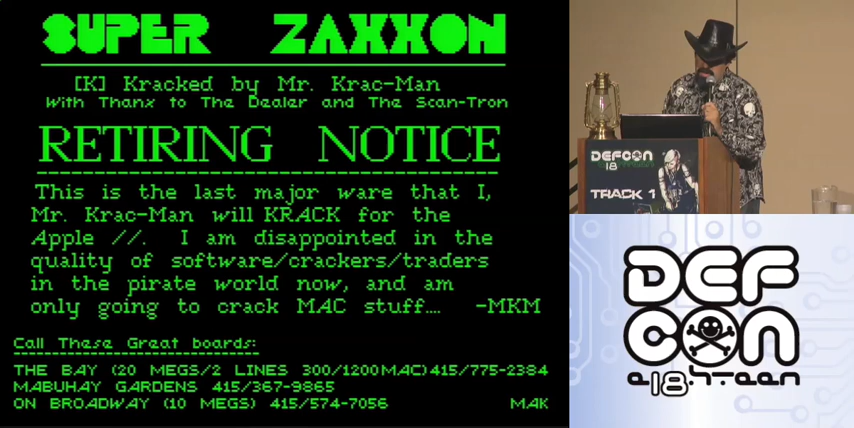 SUPER ZAXXON
[K] Kracked by Mr. Krac-Man
With Thanx to The Dealer and The Scan-Tron
RETIRING NOTICE
This is the last major ware that I,
Mr. Krac-Man will KRACK for the
Apple //. I am disappointed in the
quality of software/crackers/traders
in the pirate world now, and am
only going to crack MAC stuff.... -MKM
Call These Great boards:
THE BAY (20 MEGS/2 LINES 300/1200MAC)415/775-2384
MABUHAY GARDENS 415/367-9865
ON BROADWAY (10 MEGS) 415/574-7056 MAK
DEFCON
18
TRACK 1
DEF
CON
e18h.teen